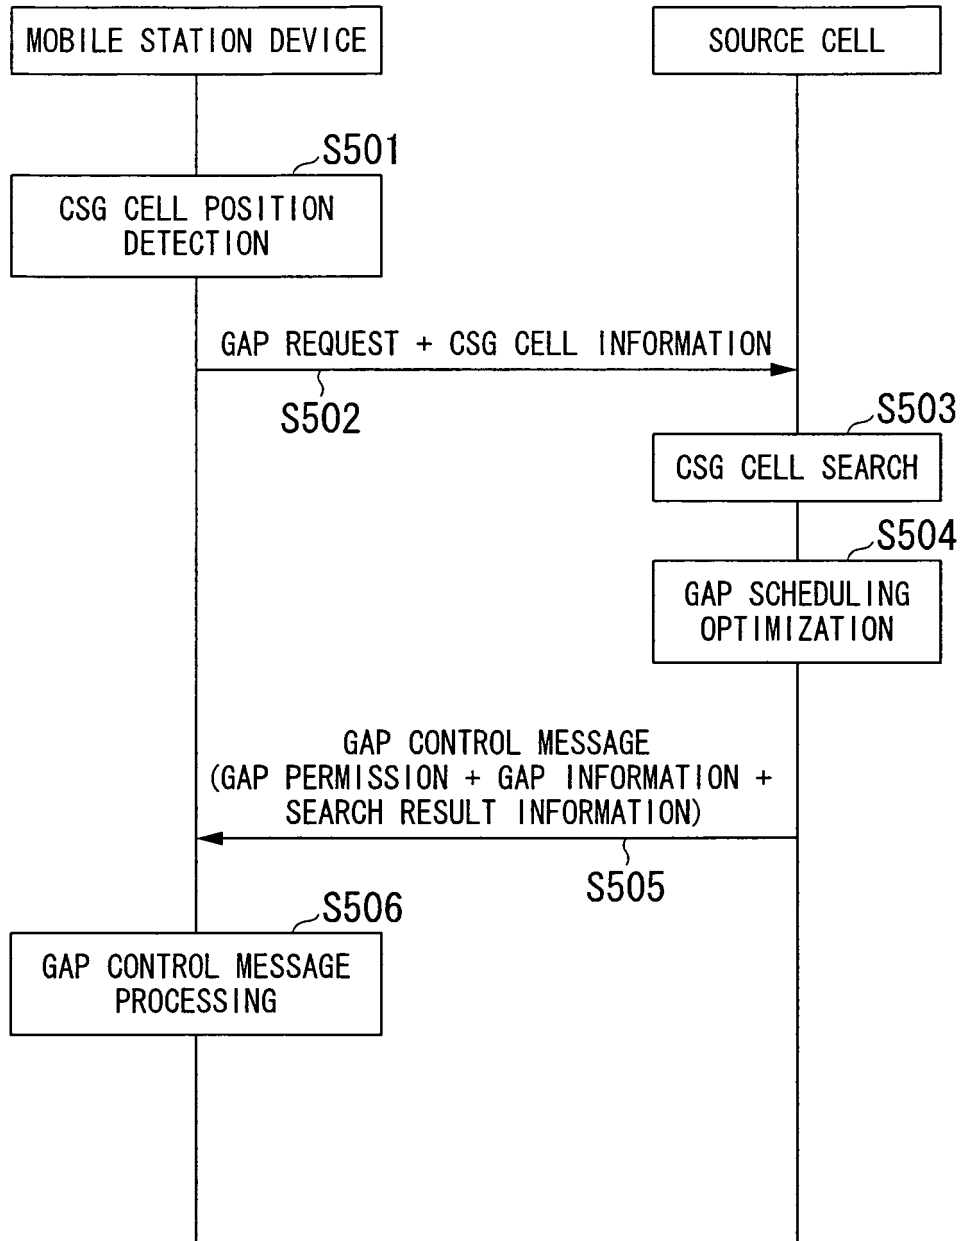 MOBILE STATION DEVICE
SOURCE CELL
S501
CSG CELL POSITION
DETECTION
GAP REQUEST + CSG CELL INFORMATION
S502
S503
CSG CELL SEARCH
S504
GAP SCHEDULING
OPTIMIZATION
GAP CONTROL MESSAGE
(GAP PERMISSION + GAP INFORMATION +
SEARCH RESULT INFORMATION)
S505
S506
GAP CONTROL MESSAGE
PROCESSING